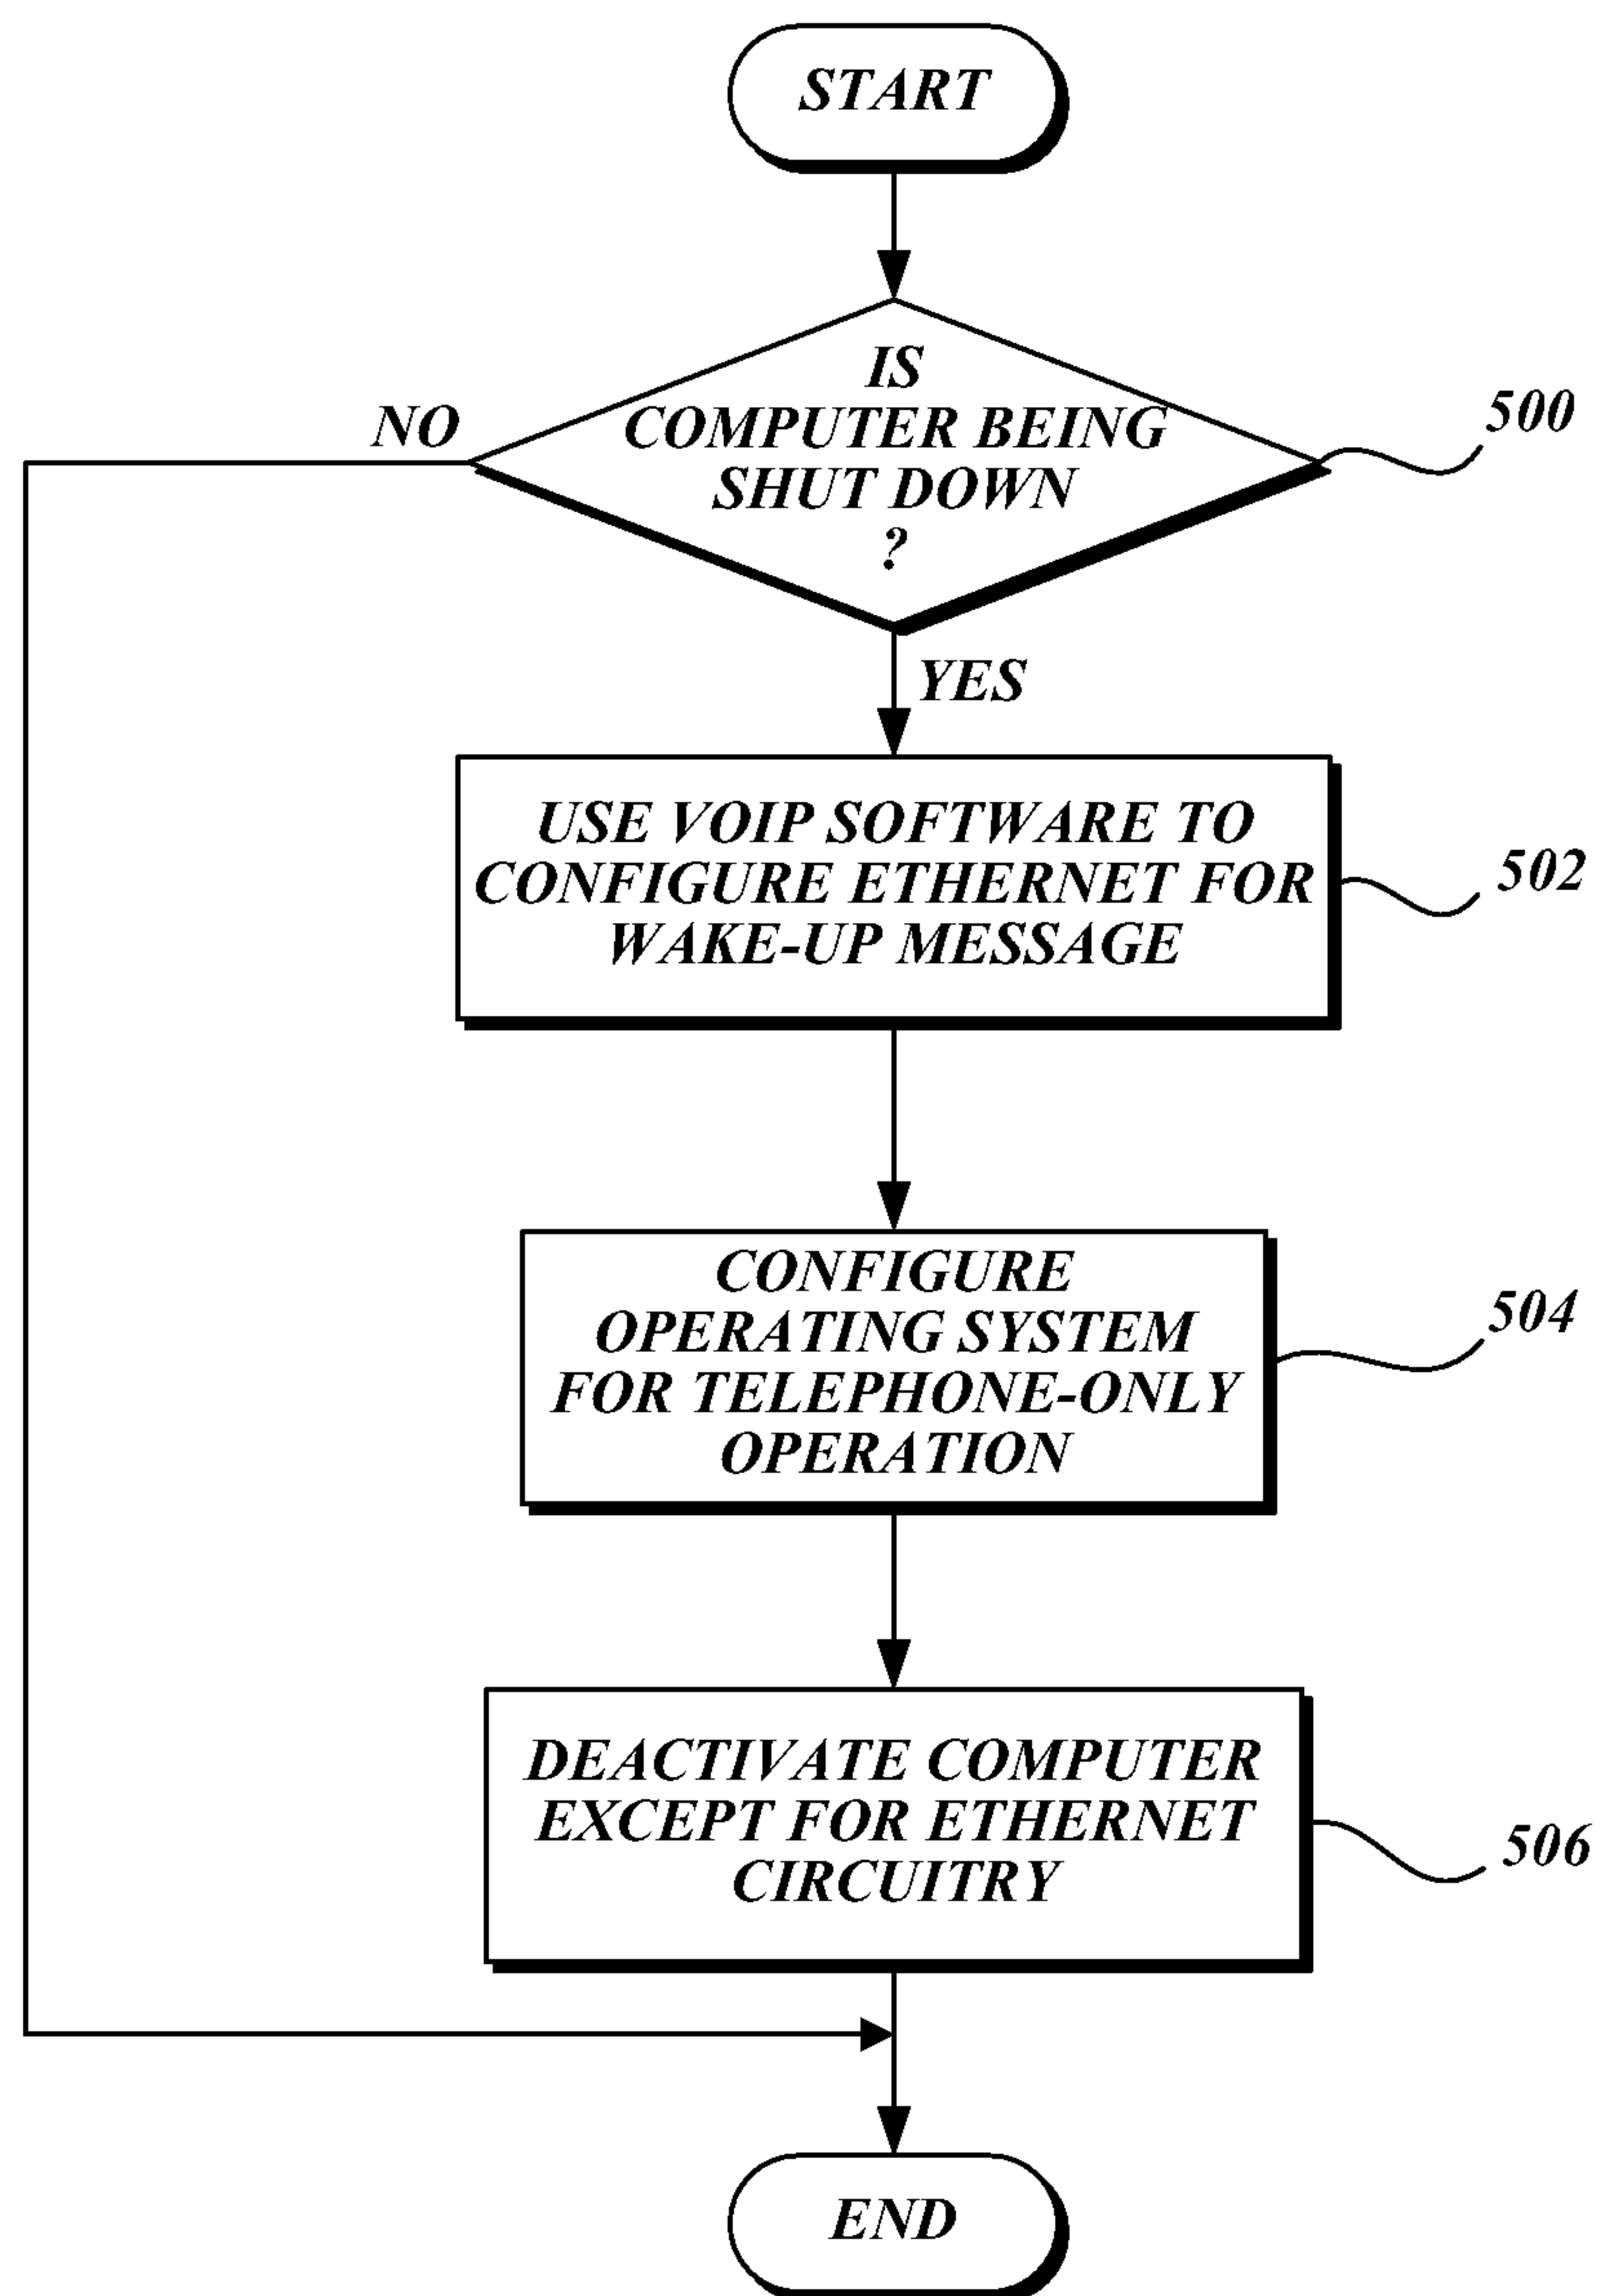 START
IS
COMPUTER BEING
SHUT DOWN
?
NO
500
YES
USE VOIP SOFTWARE TO
CONFIGURE ETHERNET FOR
WAKE-UP MESSAGE
502
CONFIGURE
OPERATING SYSTEM
FOR TELEPHONE-ONLY
OPERATION
504
DEACTIVATE COMPUTER
EXCEPT FOR ETHERNET
CIRCUITRY
506
END